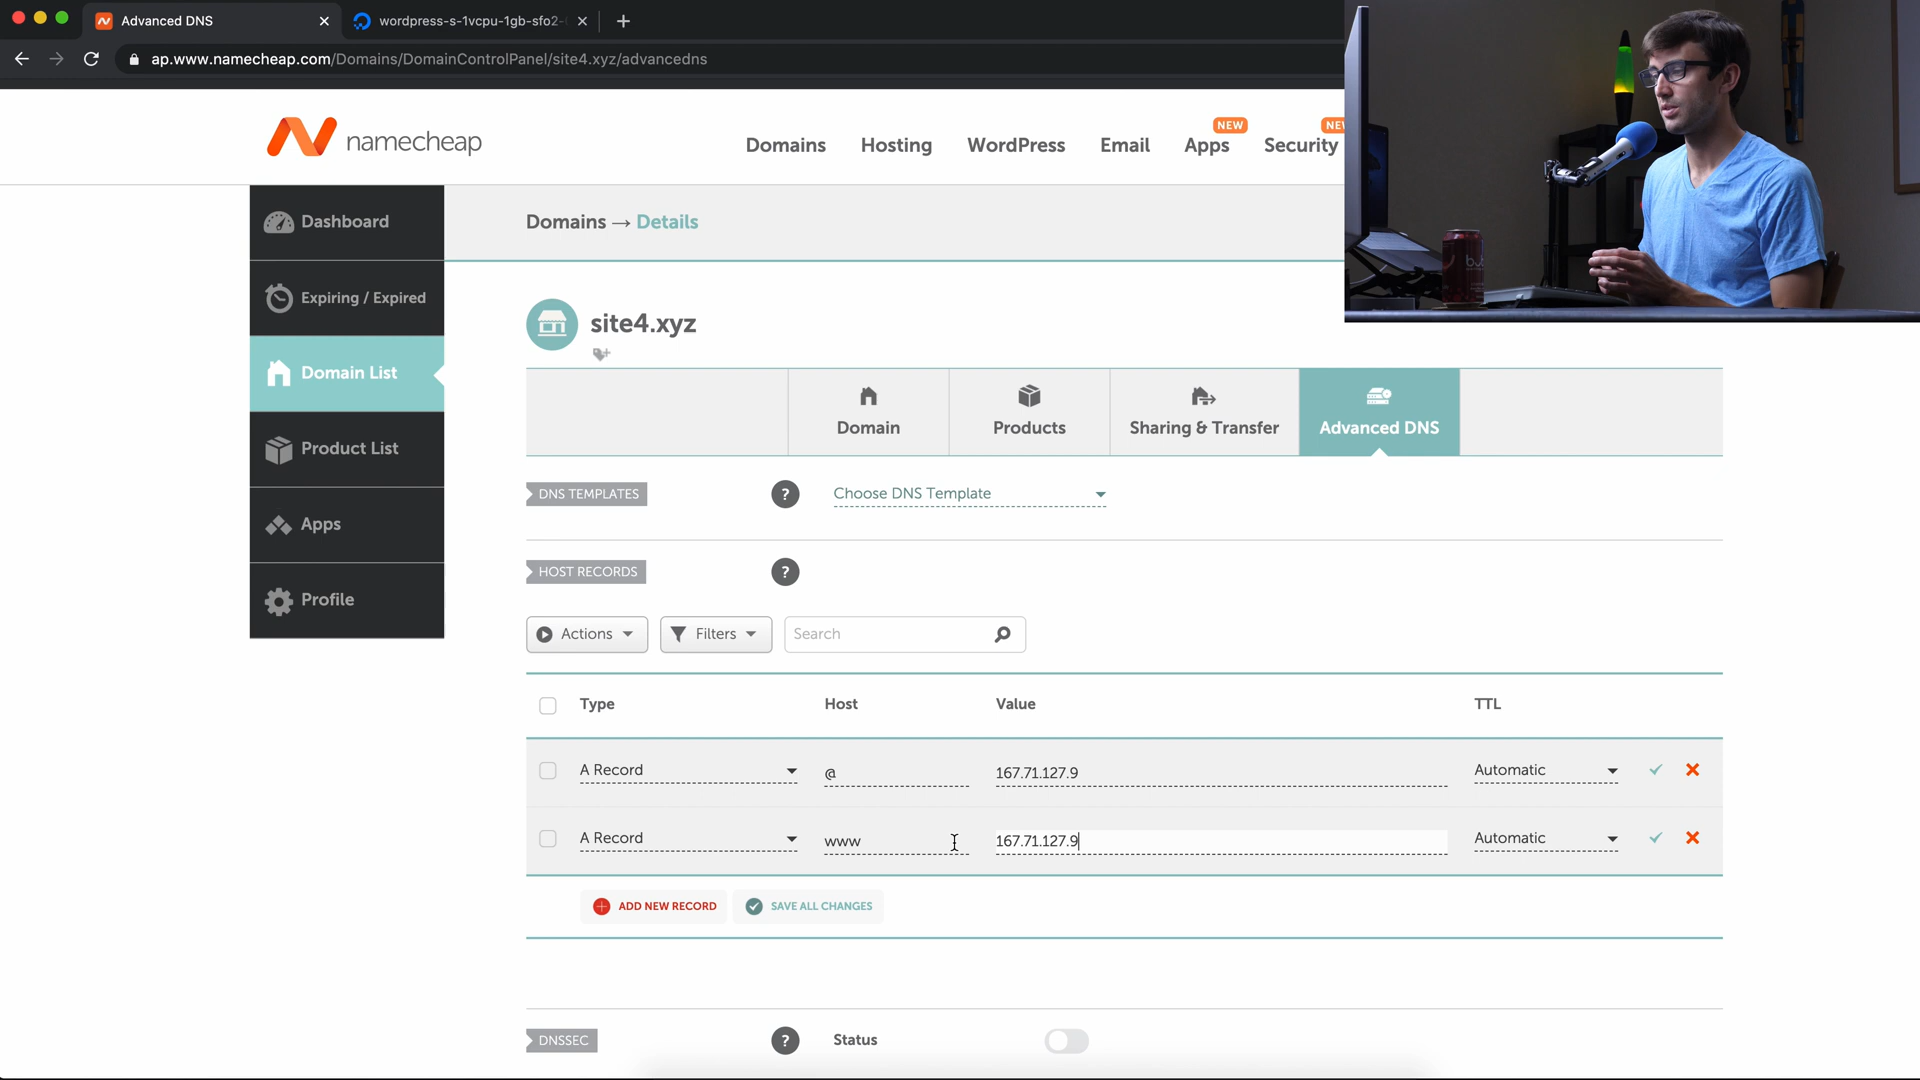 Advanced DNS
wordpress-s-1vcpu-1gb-sfo2-
ap.www.namecheap.com/Domains/DomainControlPanel/site4.xyz/advancedns
namecheap
Domains
Hosting
WordPress
Email
NEW
Apps
NEW
Security
Dashboard
Expiring / Expired
Domain List
Product List
Apps
Profile
Domains → Details
site4.xyz
Domain
Products
Sharing & Transfer
Advanced DNS
DNS TEMPLATES
?
Choose DNS Template
HOST RECORDS
?
Actions
Filters
Search
Type
Host
Value
TTL
A Record
@
167.71.127.9
Automatic
A Record
www
167.71.127.9
Automatic
ADD NEW RECORD
SAVE ALL CHANGES
DNSSEC
?
Status